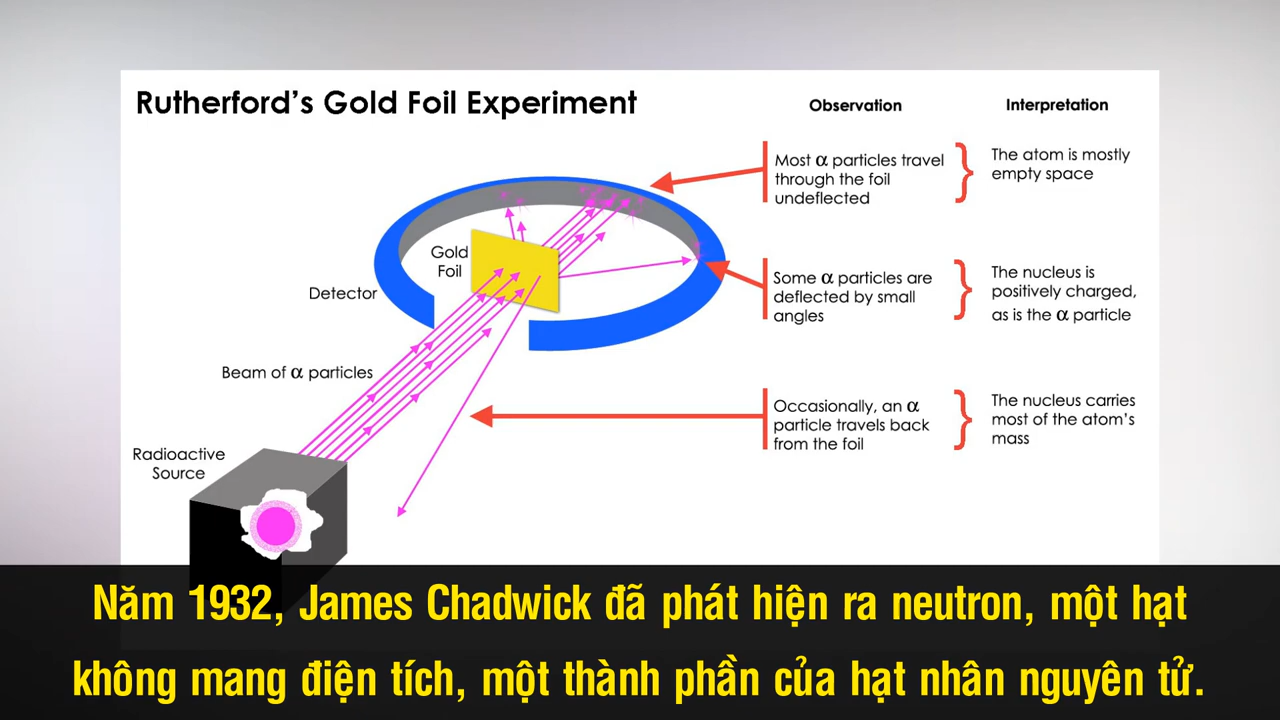 Rutherford's Gold Foil Experiment
Observation
Interpretation
Most α particles travel
through the foil
undeflected
The atom is mostly
empty space
Gold
Foil
Detector
Some α particles are
deflected by small
angles
The nucleus is
positively charged,
as is the α particle
Beam of α particles
Occasionally, an α
particle travels back
from the foil
The nucleus carries
most of the atom's
mass
Radioactive
Source
Năm 1932, James Chadwick đã phát hiện ra neutron, một hạt
không mang điện tích, một thành phần của hạt nhân nguyên tử.